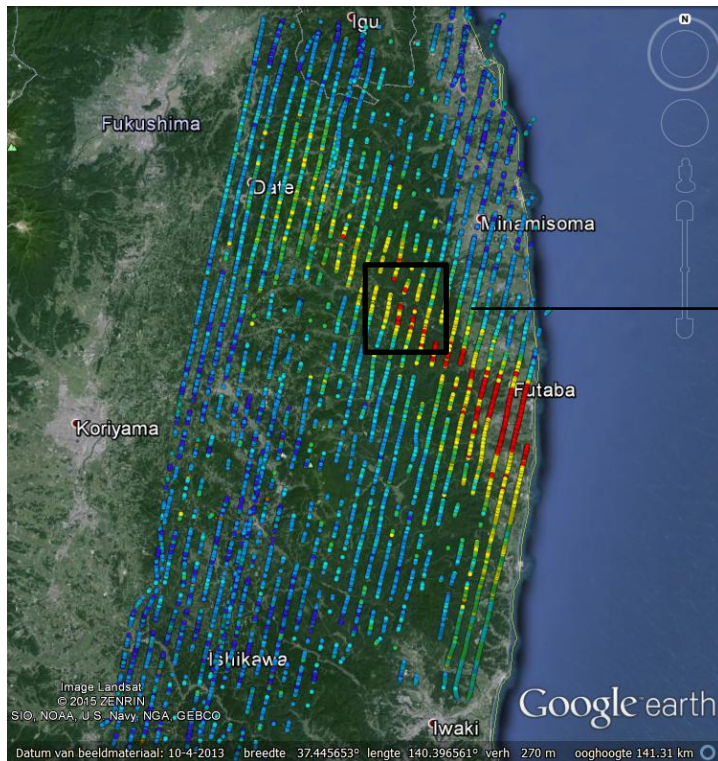 Igu
N
Fukushima
Date
Minamisoma
Futaba
Koriyama
Ishikawa
Image Landsat
© 2015 ZENRIN
SIO, NOAA, U.S. Navy, NGA, GEBCO
Google earth
Iwaki
Datum van beeldmateriaal: 10-4-2013 breedte 37.445653° lengte 140.396561° verh 270 m ooghoogte 141.31 km